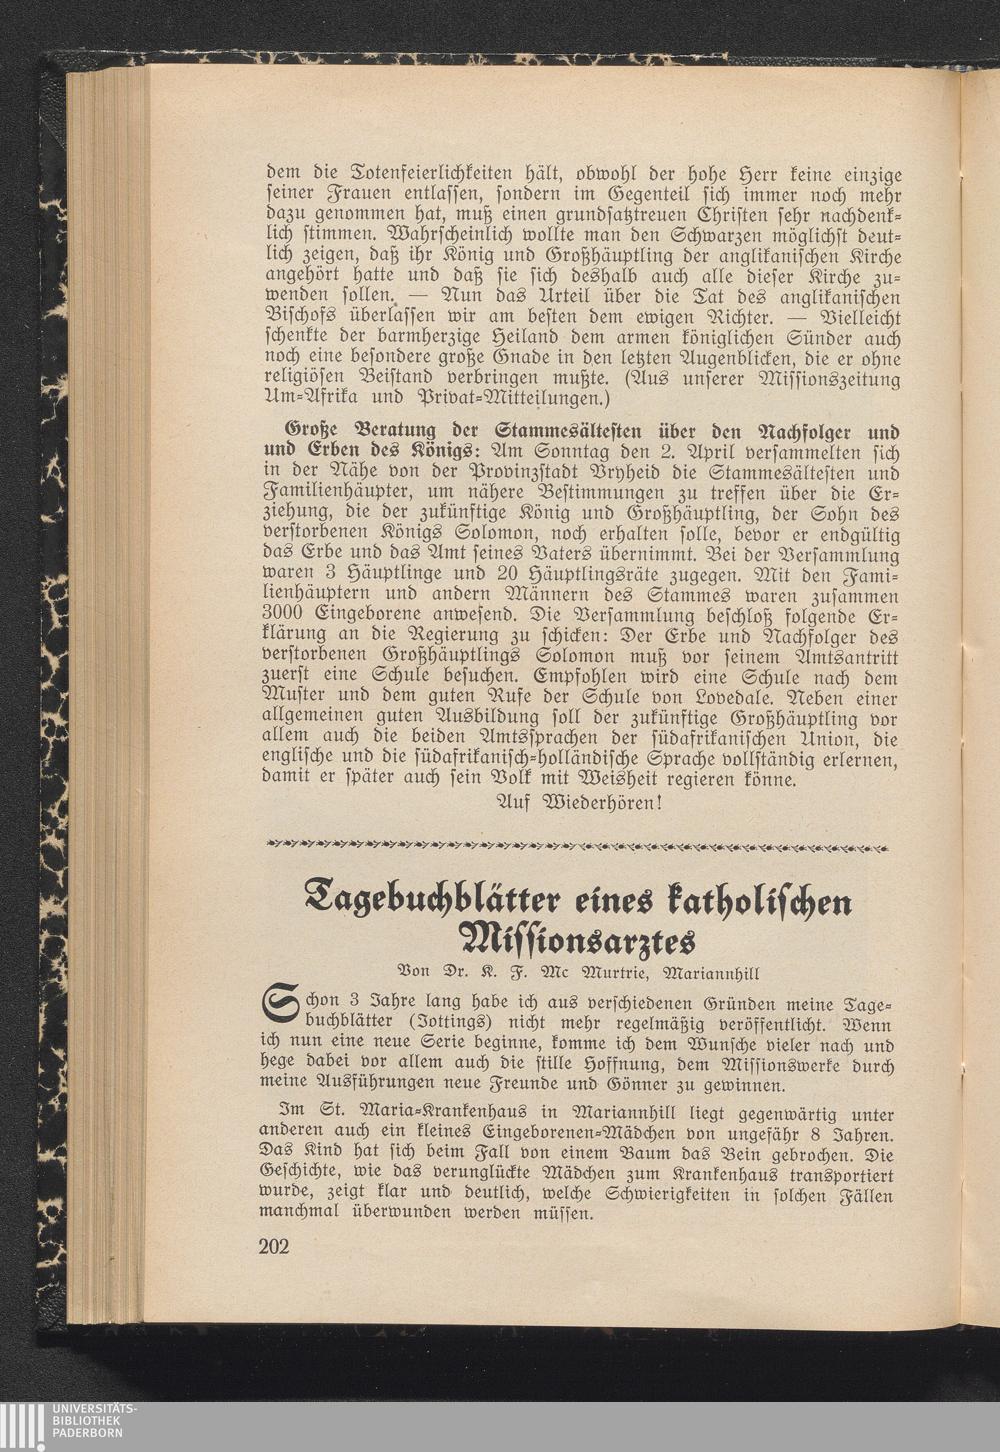 dem die Totenfeierlichkeiten hält, obwohl der hohe Herr keine einzige
seiner Frauen entlassen, sondern im Gegenteil sich immer noch mehr
dazu genommen hat, muß einen grundsatztreuen Christen sehr nachdenk-
lich stimmen. Wahrscheinlich wollte man den Schwarzen möglichst deut-
lich zeigen, daß ihr König und Großhäuptling der anglikanischen Kirche
angehört hatte und daß sie sich deshalb auch alle dieser Kirche zu-
wenden sollen. — Nun das Urteil über die Tat des anglikanischen
Bischofs überlassen wir am besten dem ewigen Richter. — Vielleicht
schenkte der barmherzige Heiland dem armen königlichen Sünder auch
noch eine besondere große Gnade in den letzten Augenblicken, die er ohne
religiösen Beistand verbringen mußte. (Aus unserer Missionszeitung
Um-Afrika und Privat-Mitteilungen.)
Große Beratung der Stammesältesten über den Nachfolger und
und Erben des Königs: Am Sonntag den 2. April versammelten sich
in der Nähe von der Provinzstadt Vryheid die Stammesältesten und
Familienhäupter, um nähere Bestimmungen zu treffen über die Er-
ziehung, die der zukünftige König und Großhäuptling, der Sohn des
verstorbenen Königs Solomon, noch erhalten solle, bevor er endgültig
das Erbe und das Amt seines Vaters übernimmt. Bei der Versammlung
waren 3 Häuptlinge und 20 Häuptlingsräte zugegen. Mit den Fami-
lienhäuptern und andern Männern des Stammes waren zusammen
3000 Eingeborene anwesend. Die Versammlung beschloß folgende Er-
klärung an die Regierung zu schicken: Der Erbe und Nachfolger des
verstorbenen Großhäuptlings Solomon muß vor seinem Amtsantritt
zuerst eine Schule besuchen. Empfohlen wird eine Schule nach dem
Muster und dem guten Rufe der Schule von Lovedale. Neben einer
allgemeinen guten Ausbildung soll der zukünftige Großhäuptling vor
allem auch die beiden Amtssprachen der südafrikanischen Union, die
englische und die südafrikanisch-holländische Sprache vollständig erlernen,
damit er später auch sein Volk mit Weisheit regieren könne.
Auf Wiederhören!
Tagebuchblätter eines katholischen
Missionsarztes
Von Dr. K. F. Mc Murtrie, Mariannhill
Schon 3 Jahre lang habe ich aus verschiedenen Gründen meine Tage-
buchblätter (Jottings) nicht mehr regelmäßig veröffentlicht. Wenn
ich nun eine neue Serie beginne, komme ich dem Wunsche vieler nach und
hege dabei vor allem auch die stille Hoffnung, dem Missionswerke durch
meine Ausführungen neue Freunde und Gönner zu gewinnen.
Im St. Maria-Krankenhaus in Mariannhill liegt gegenwärtig unter
anderen auch ein kleines Eingeborenen-Mädchen von ungefähr 8 Jahren.
Das Kind hat sich beim Fall von einem Baum das Bein gebrochen. Die
Geschichte, wie das verunglückte Mädchen zum Krankenhaus transportiert
wurde, zeigt klar und deutlich, welche Schwierigkeiten in solchen Fällen
manchmal überwunden werden müssen.
202
UNIVERSITÄTS-
BIBLIOTHEK
PADERBORN